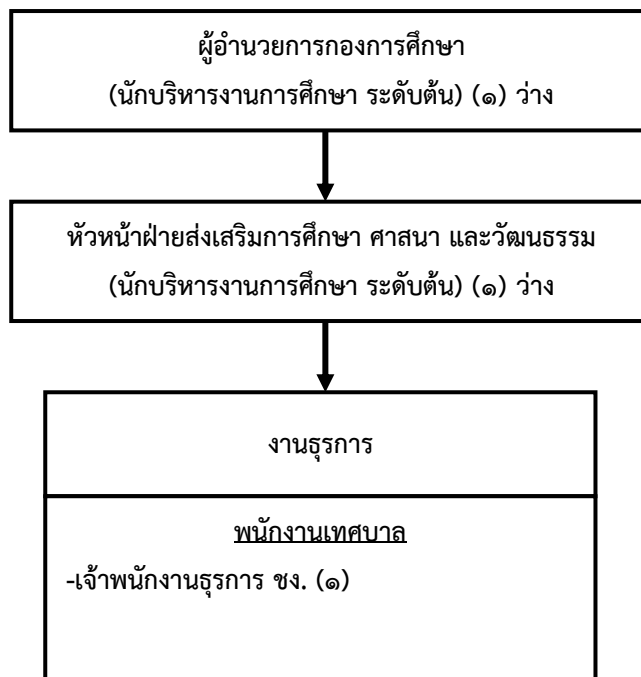 ผู้อำนวยการกองการศึกษา
(นักบริหารงานการศึกษา ระดับต้น) (๑) ว่าง
หัวหน้าฝ่ายส่งเสริมการศึกษา ศาสนา และวัฒนธรรม
(นักบริหารงานการศึกษา ระดับต้น) (๑) ว่าง
งานธุรการ
พนักงานเทศบาล
-เจ้าพนักงานธุรการ ชง. (๑)